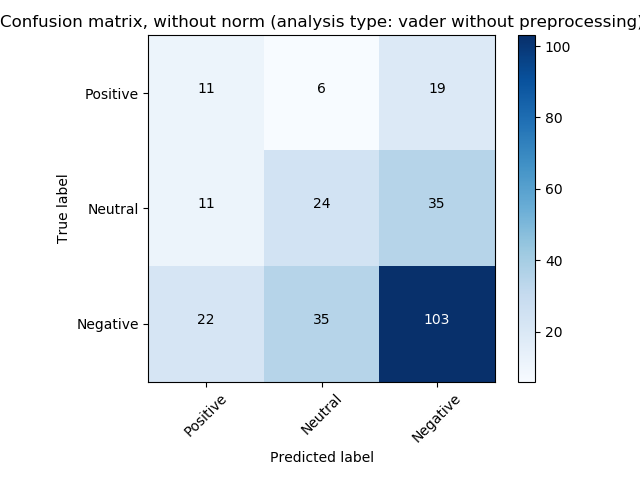 Confusion matrix, without norm (analysis type: vader without preprocessing)
True label
Positive
Neutral
Negative
11 6 19
11 24 35
22 35 103
Positive Neutral Negative
Predicted label
100
80
60
40
20